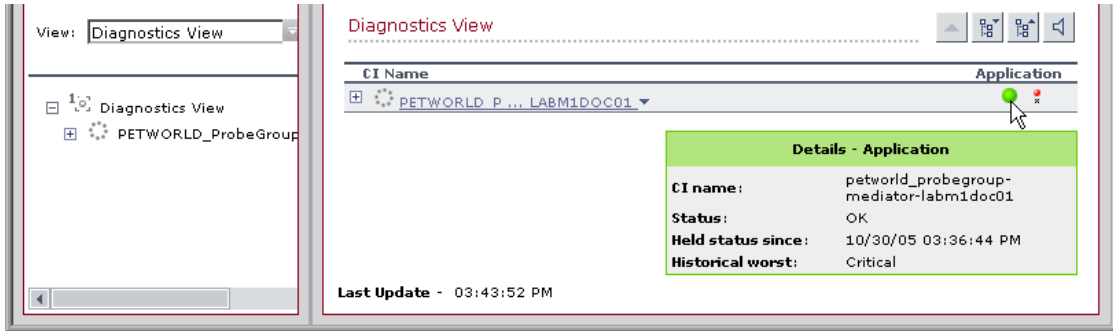 View: Diagnostics View
1 Diagnostics View
PETWORLD_ProbeGroup
Diagnostics View
CI Name Application
PETWORLD_P ... LABM1DOC01
Details - Application
CI name: petworld_probegroup-
mediator-labm1doc01
Status: OK
Held status since: 10/30/05 03:36:44 PM
Historical worst: Critical
Last Update - 03:43:52 PM